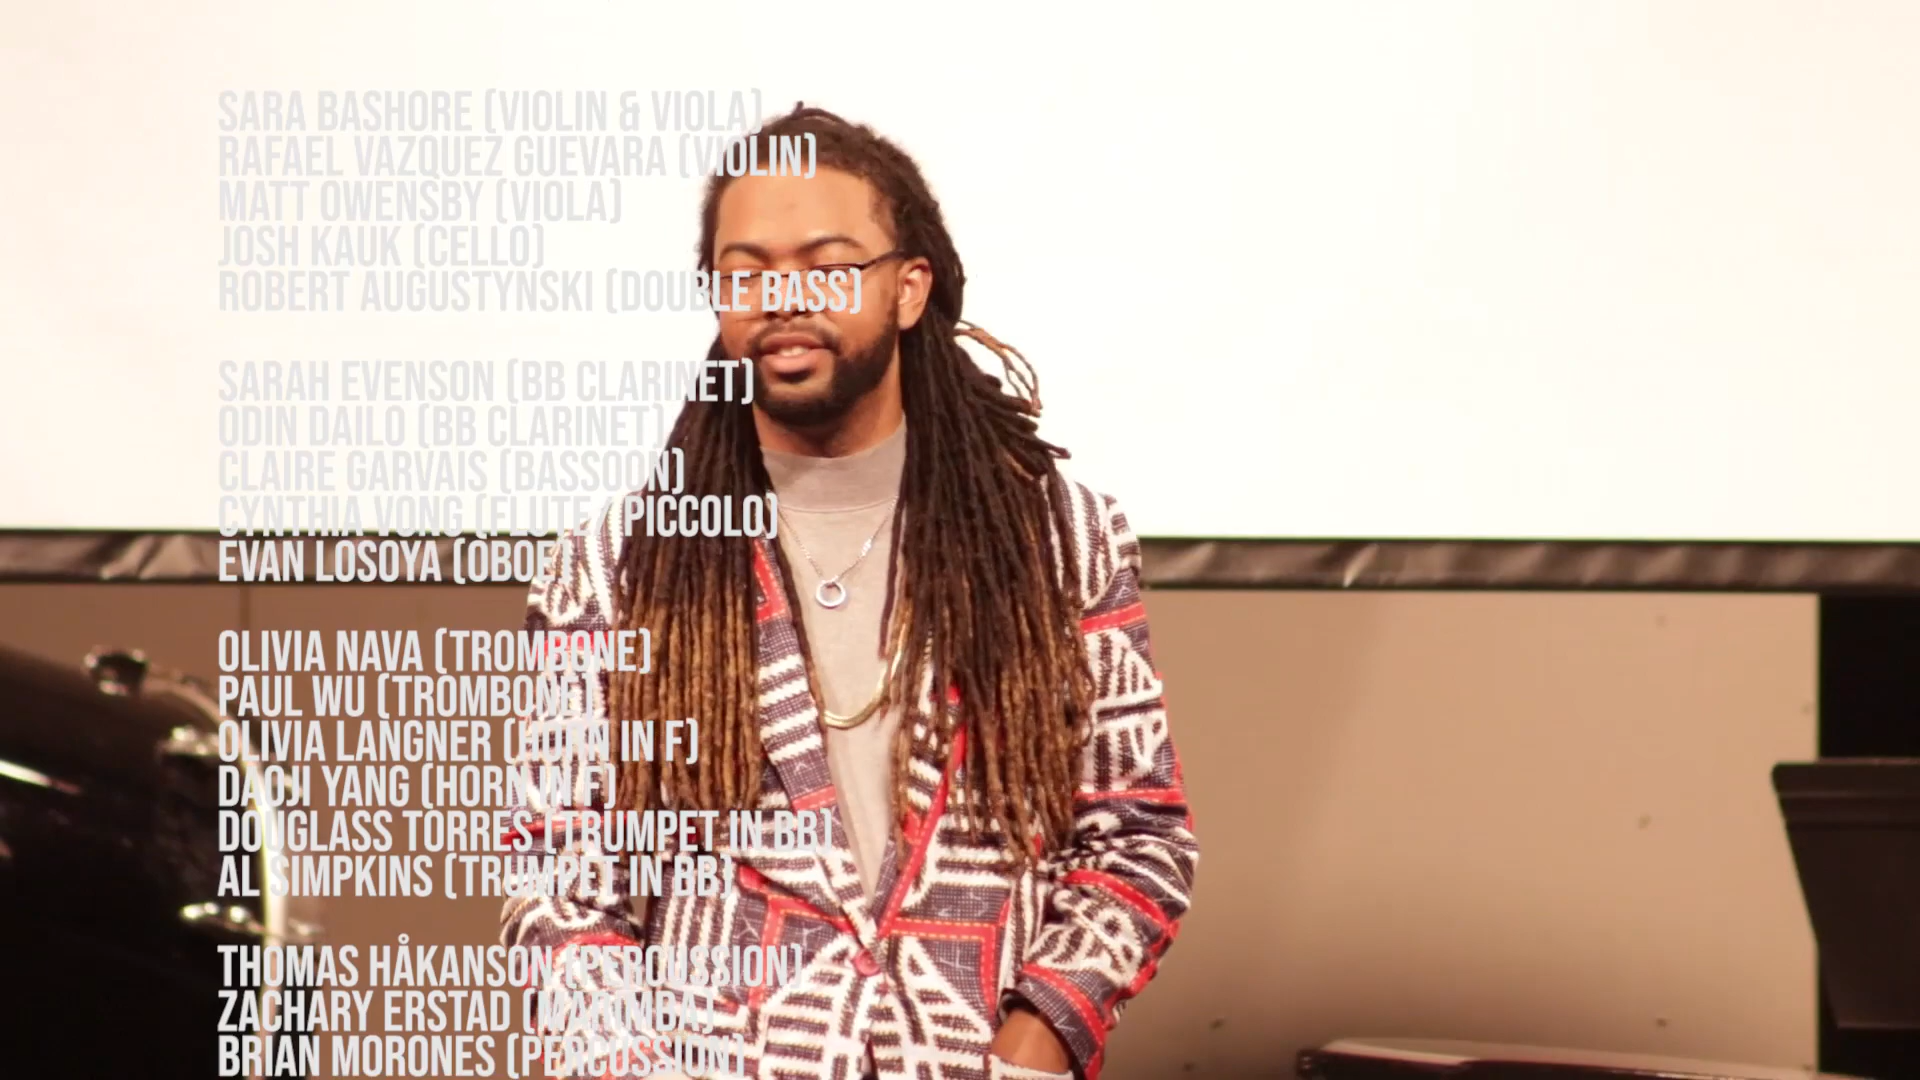 SARA BASHORE (VIOLIN & VIOLA)
RAFAEL VAZQUEZ GUEVARA (VIOLIN)
MATT OWENSBY (VIOLA)
JOSH KAUK (CELLO)
ROBERT AUGUSTYNSKI (DOUBLE BASS)
SARAH EVENSON (BB CLARINET)
ODIN DAILO (BB CLARINET)
CLAIRE GARVAIS (BASSOON)
CYNTHIA VONG (FLUTE/ PICCOLO)
EVAN LOSOYA (OBOE)
OLIVIA NAVA (TROMBONE)
PAUL WU (TROMBONE)
OLIVIA LANGNER (HORN IN F)
DAOJI YANG (HORN IN F)
DOUGLASS TORRES (TRUMPET IN BB)
AL SIMPKINS (TRUMPET IN BB)
THOMAS HÅKANSON (PERCUSSION)
ZACHARY ERSTAD (MARIMBA)
BRIAN MORONES (PERCUSSION)